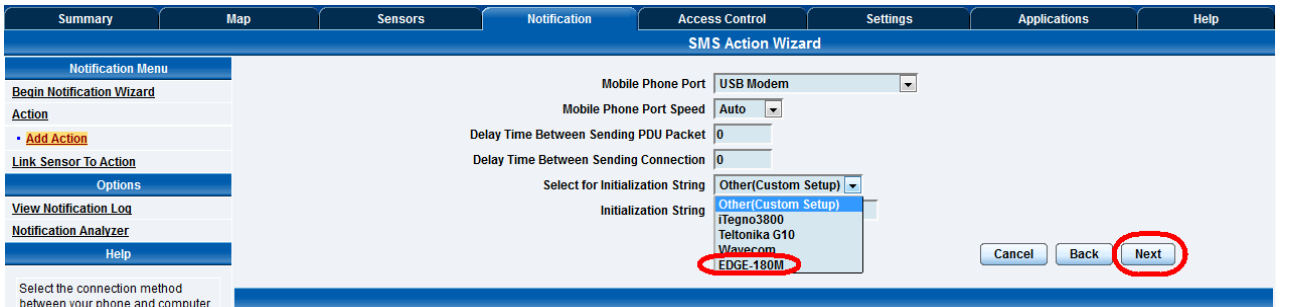 Summary Map Sensors Notification Access Control Settings Applications Help
SMS Action Wizard
Notification Menu
Begin Notification Wizard
Action
Add Action
Link Sensor To Action
Options
View Notification Log
Notification Analyzer
Help
Select the connection method
between your phone and computer
Mobile Phone Port USB Modem
Mobile Phone Port Speed Auto
Delay Time Between Sending PDU Packet 0
Delay Time Between Sending Connection 0
Select for Initialization String Other(Custom Setup)
Initialization String
Other(Custom Setup)
iTegno3800
Teltonika G10
Wavecom
EDGE-180M
Cancel Back Next